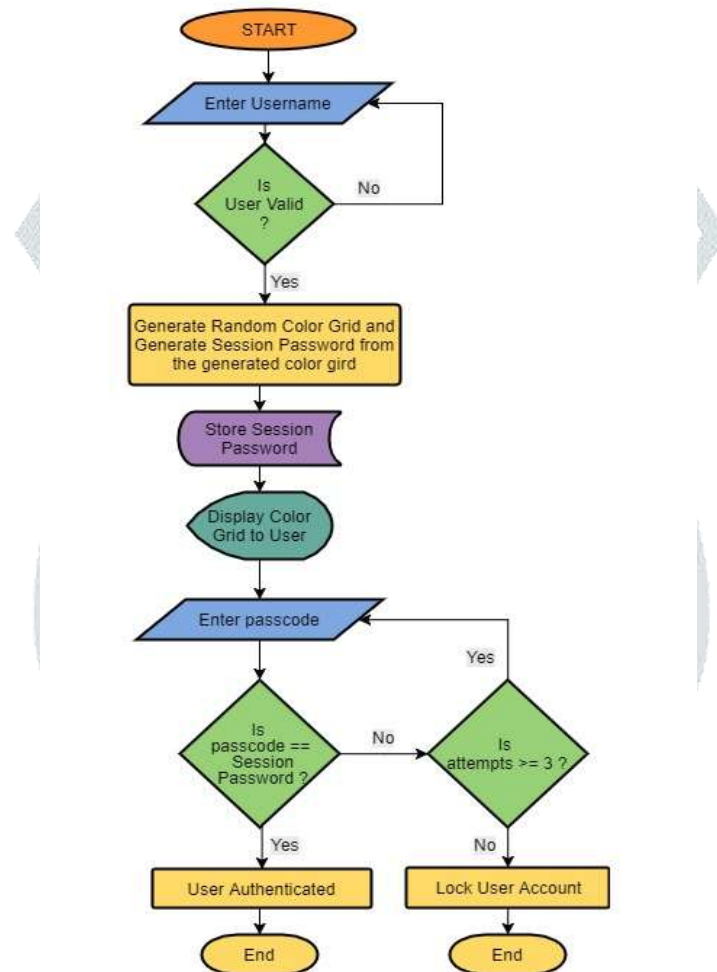 START
Enter Username
Is
User Valid
?
No
Yes
Generate Random Color Grid and
Generate Session Password from
the generated color gird
Store Session
Password
Display Color
Grid to User
Enter passcode
Yes
Is
passcode ==
Session
Password ?
No
Is
attempts >= 3 ?
Yes
No
User Authenticated
Lock User Account
End
End